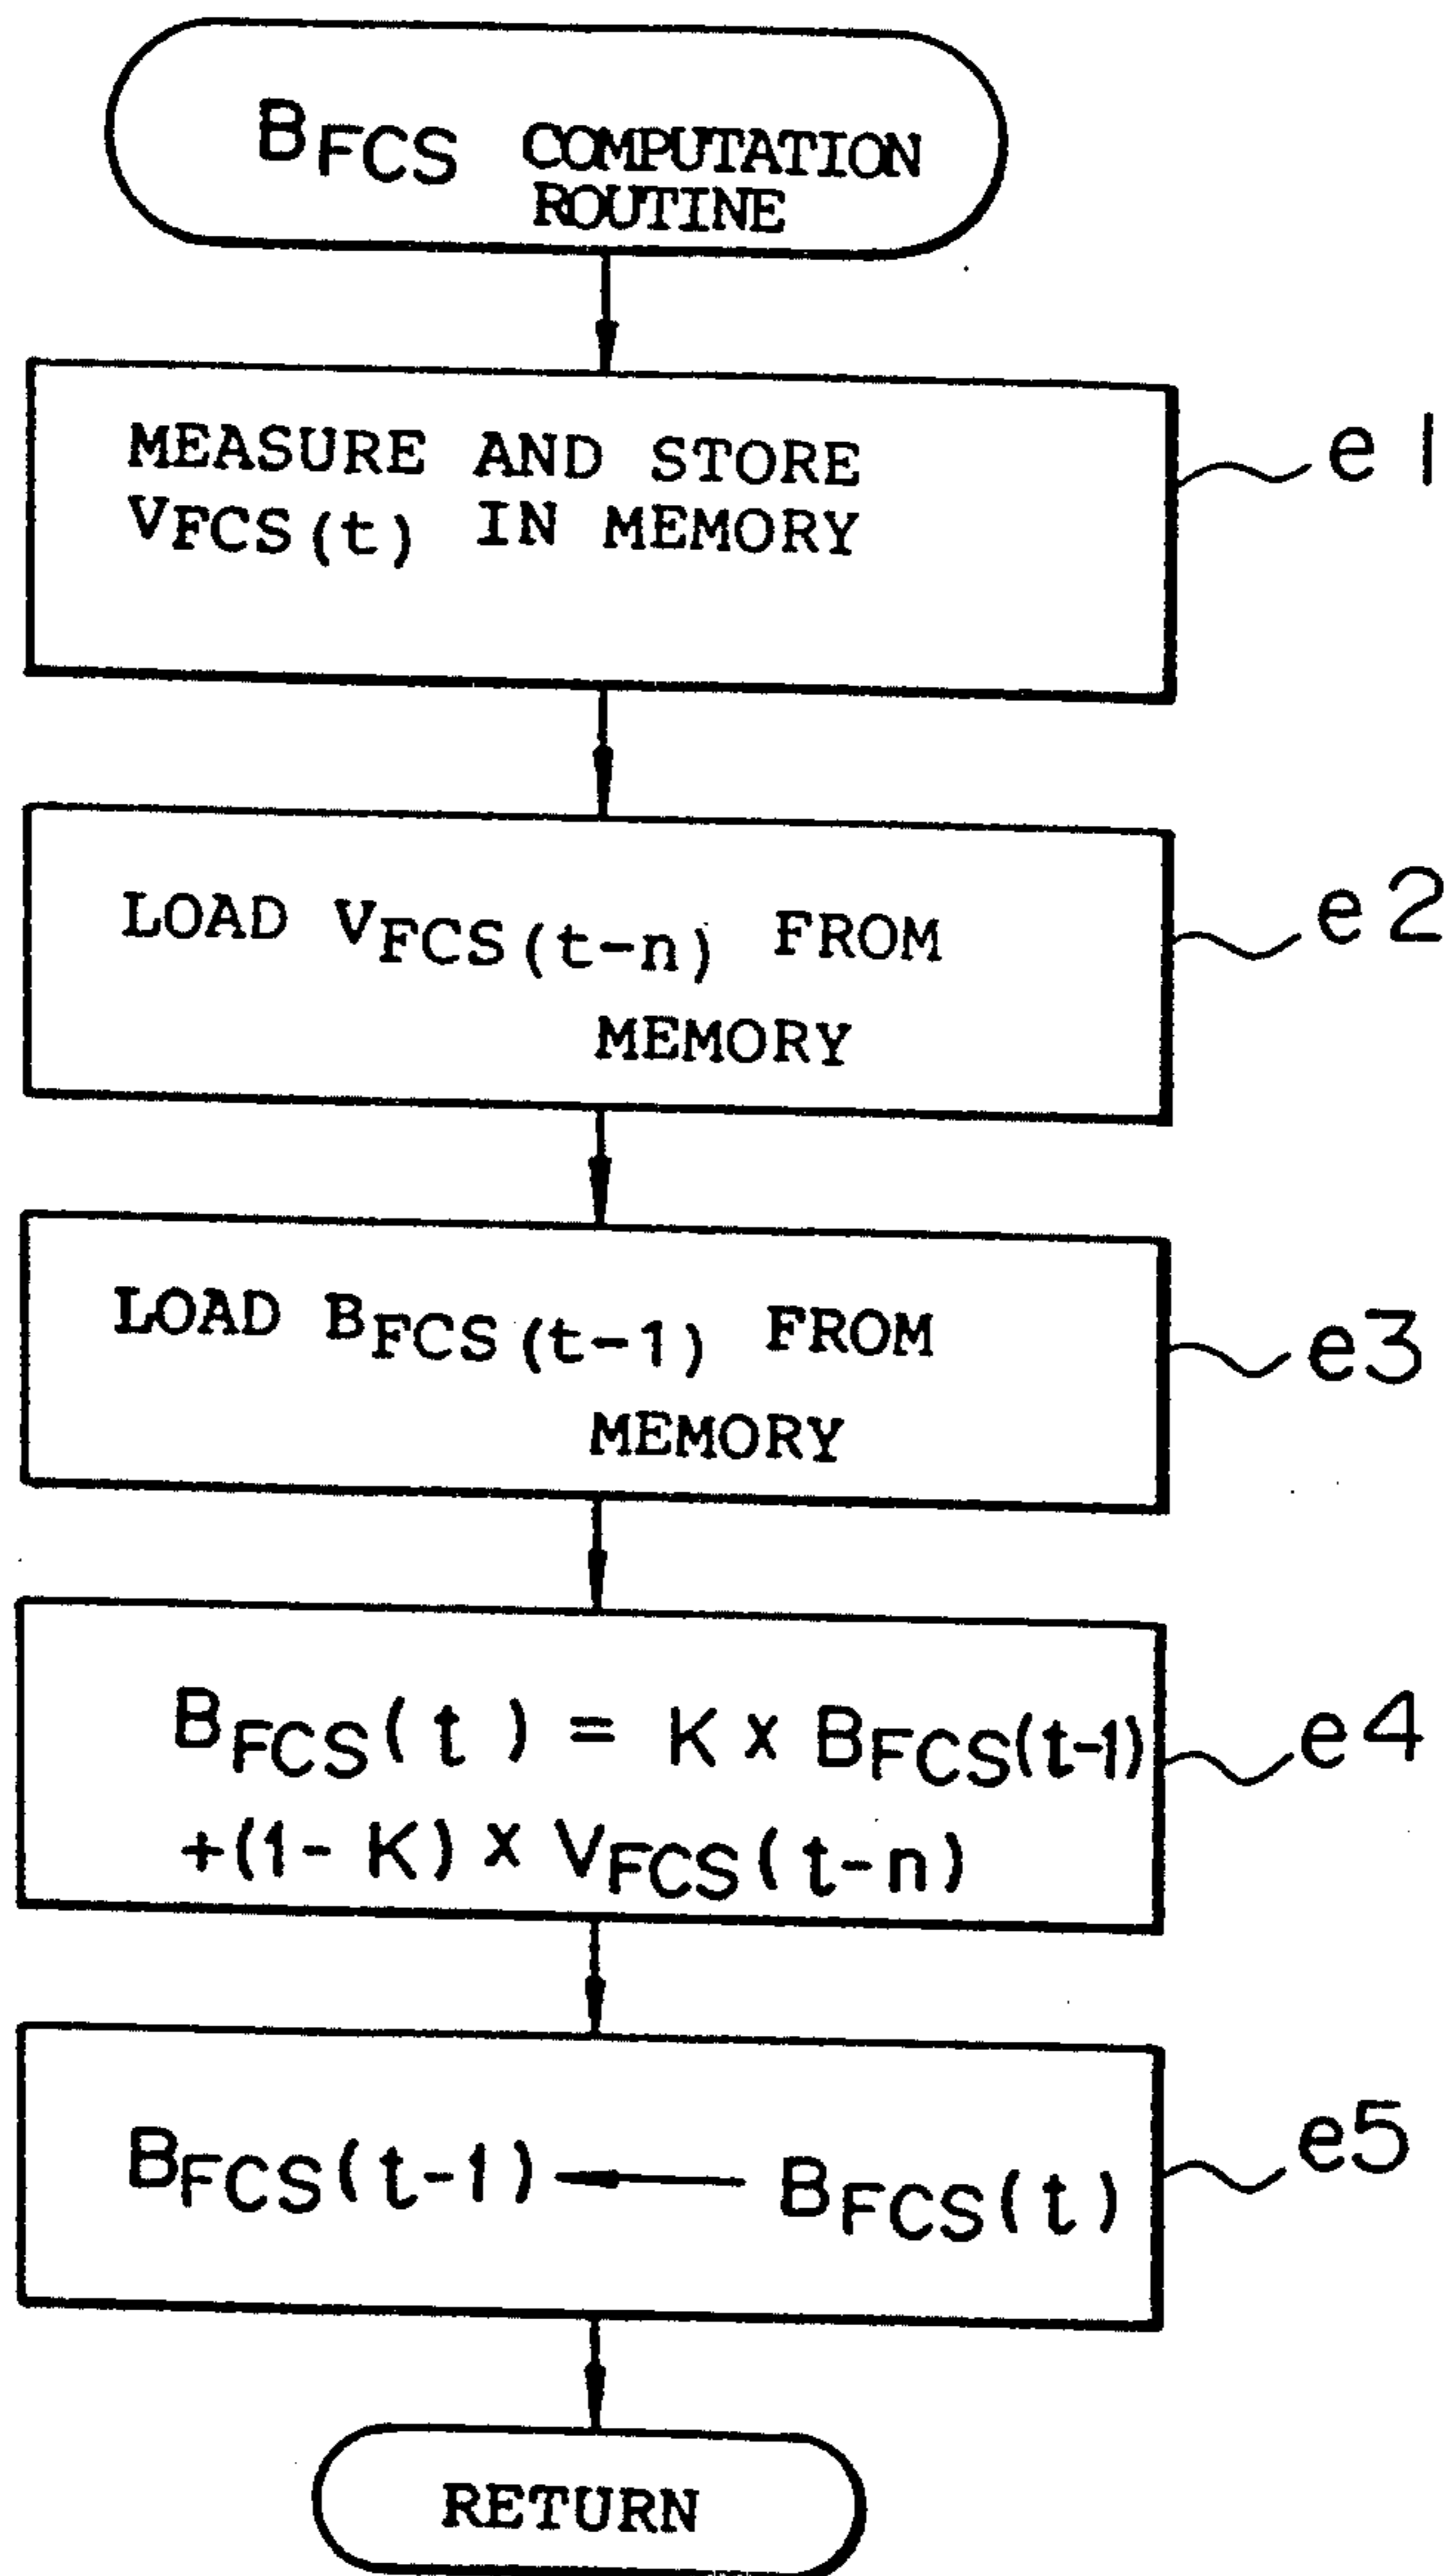 BFCS COMPUTATION
ROUTINE
MEASURE AND STORE
VFCS(t) IN MEMORY
e1
LOAD VFCS(t-n) FROM
MEMORY
e2
LOAD BFCS(t-1) FROM
MEMORY
e3
BFCS(t) = K x BFCS(t-1)
+(1-K) x VFCS(t-n)
e4
BFCS(t-1) ← BFCS(t)
e5
RETURN